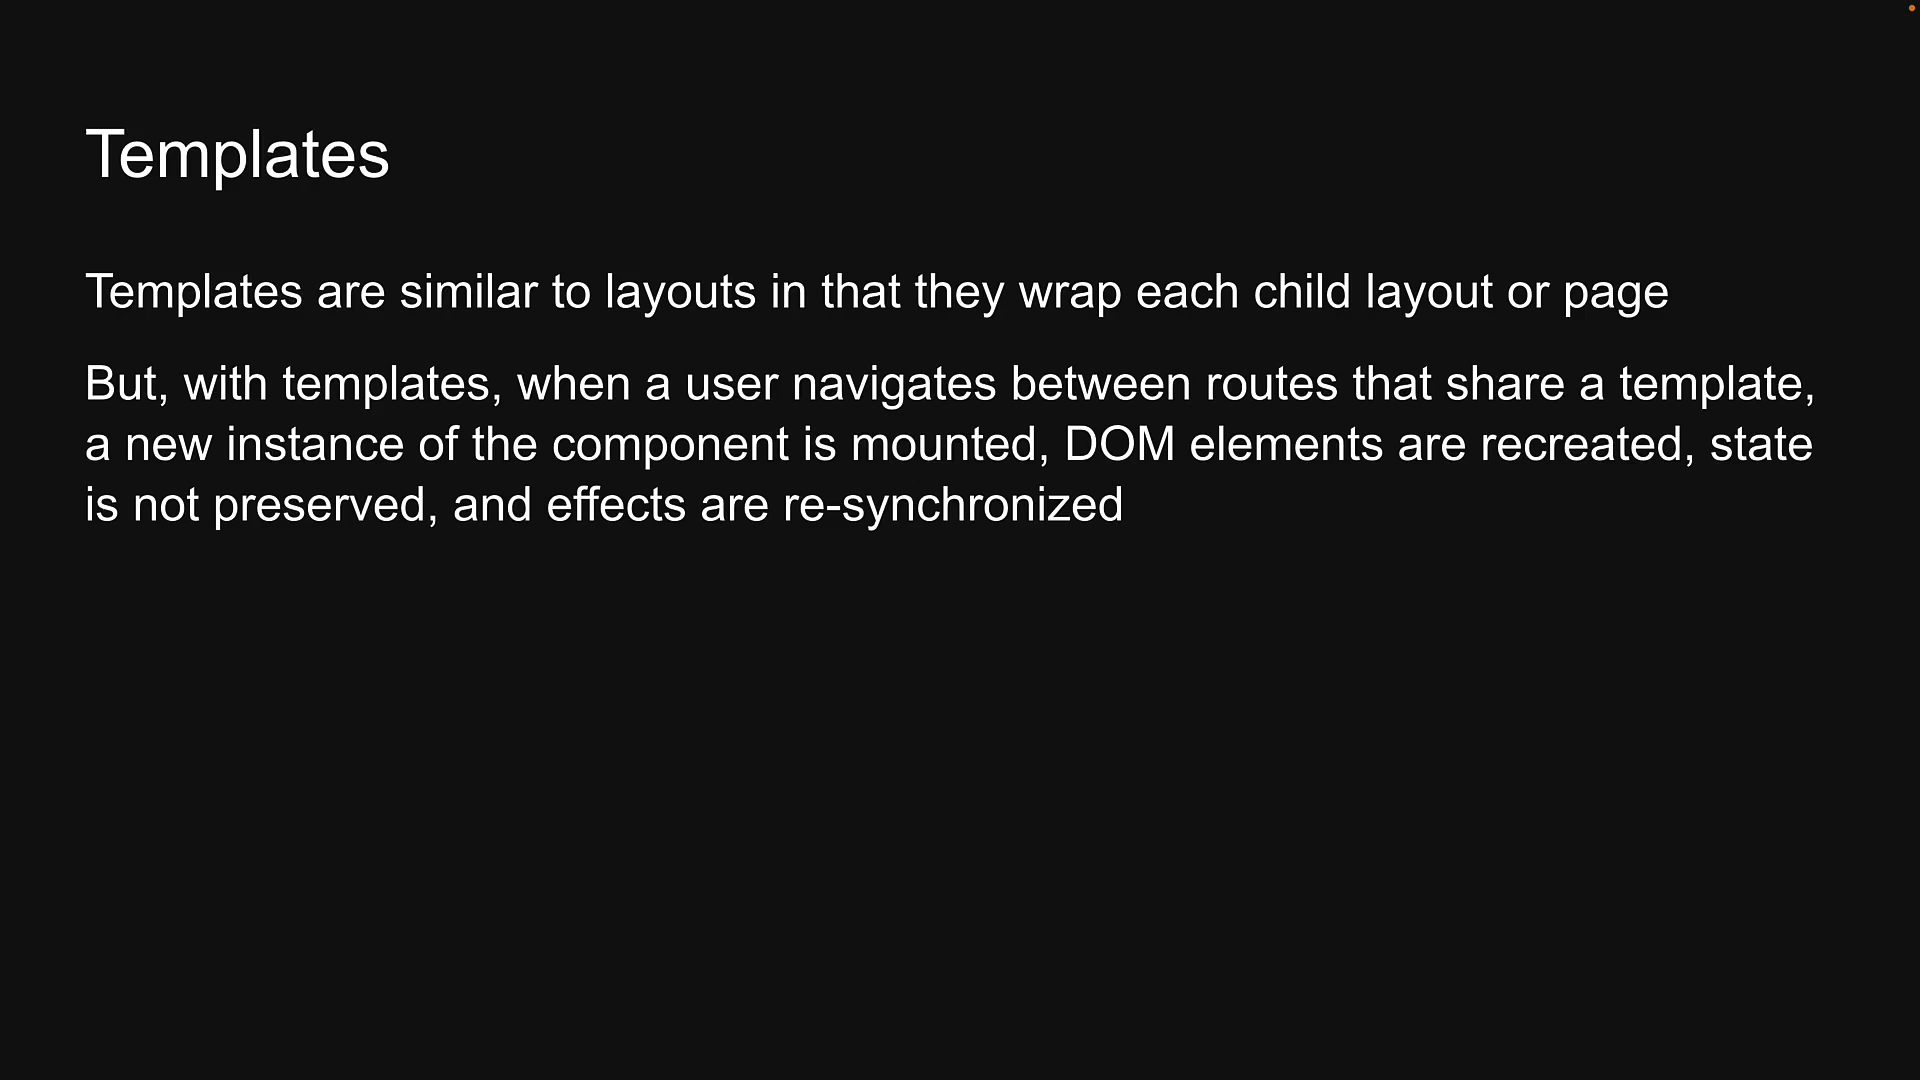 Templates
Templates are similar to layouts in that they wrap each child layout or page
But, with templates, when a user navigates between routes that share a template,
a new instance of the component is mounted, DOM elements are recreated, state
is not preserved, and effects are re-synchronized